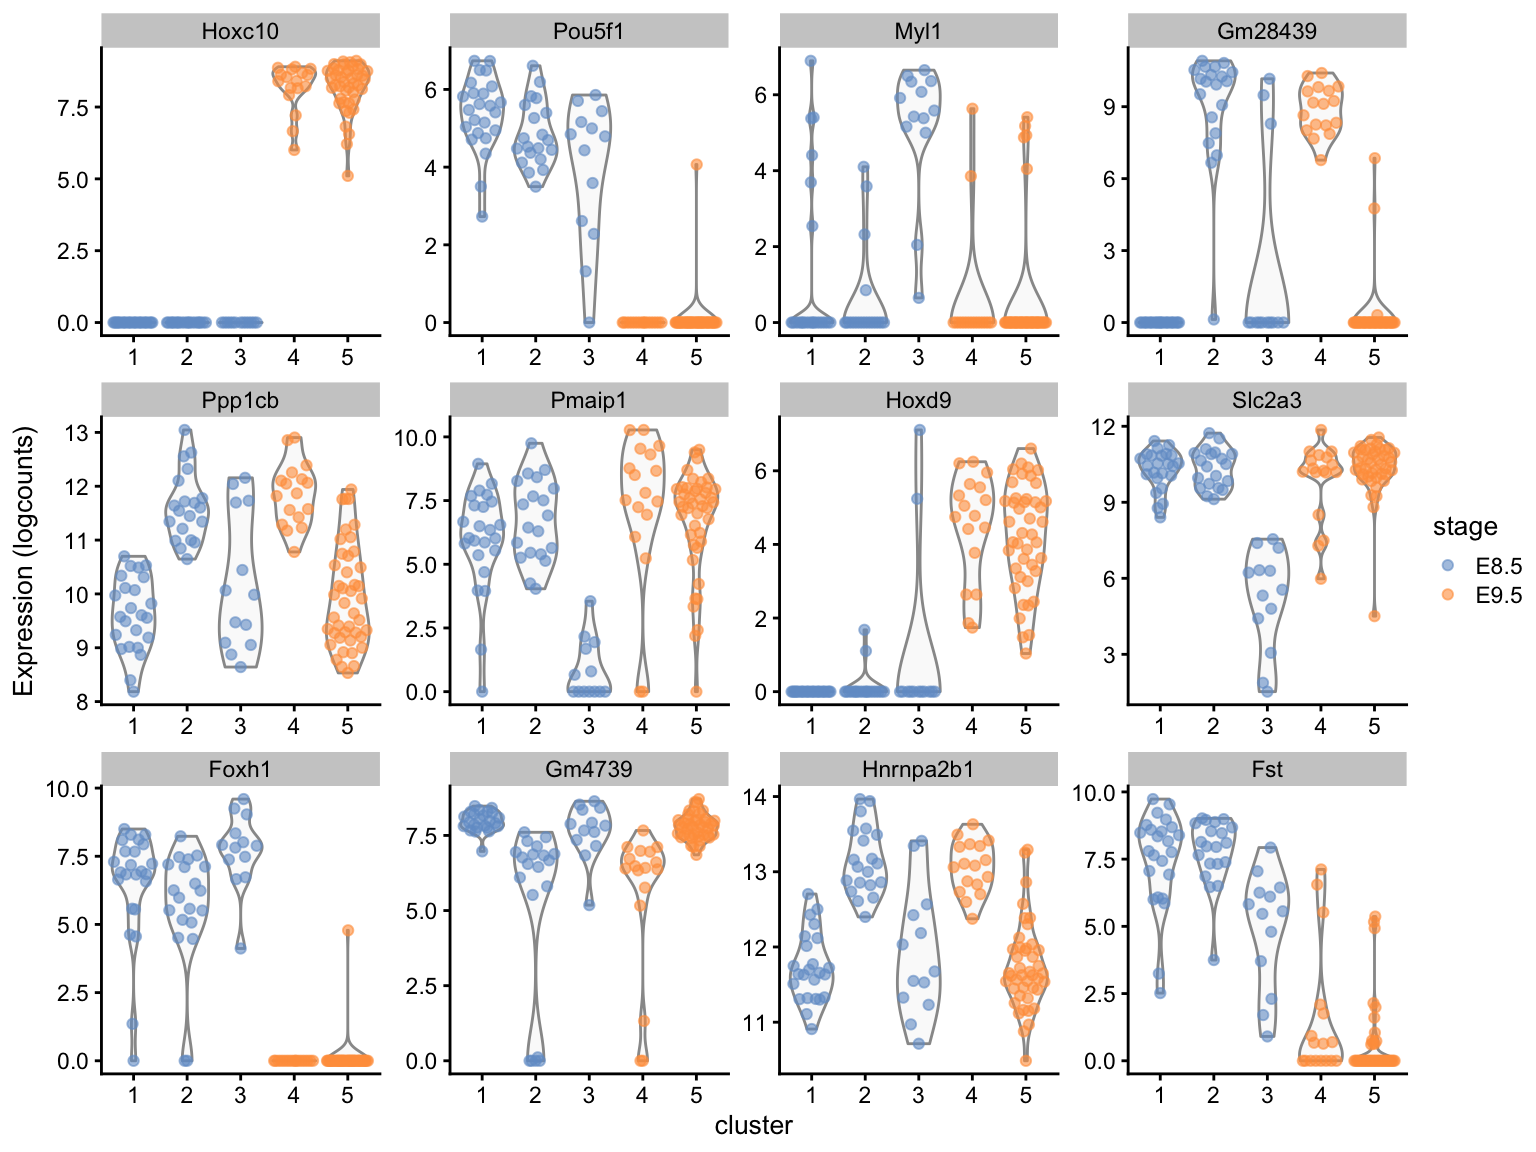 Hoxc10 Pou5f1 Myl1 Gm28439
7.5 5.0 2.5 0.0
6 4 2 0
6 4 2 0
9 6 3 0
1 2 3 4 5 1 2 3 4 5 1 2 3 4 5 1 2 3 4 5
Ppp1cb Pmaip1 Hoxd9 Slc2a3
13 12 11 10 9 8
10.0 7.5 5.0 2.5 0.0
6 4 2 0
12 9 6 3
1 2 3 4 5 1 2 3 4 5 1 2 3 4 5 1 2 3 4 5
Foxh1 Gm4739 Hnrnpa2b1 Fst
10.0 7.5 5.0 2.5 0.0
7.5 5.0 2.5 0.0
14 13 12 11
10.0 7.5 5.0 2.5 0.0
1 2 3 4 5 1 2 3 4 5 1 2 3 4 5 1 2 3 4 5
Expression (logcounts)
cluster
stage
E8.5
E9.5